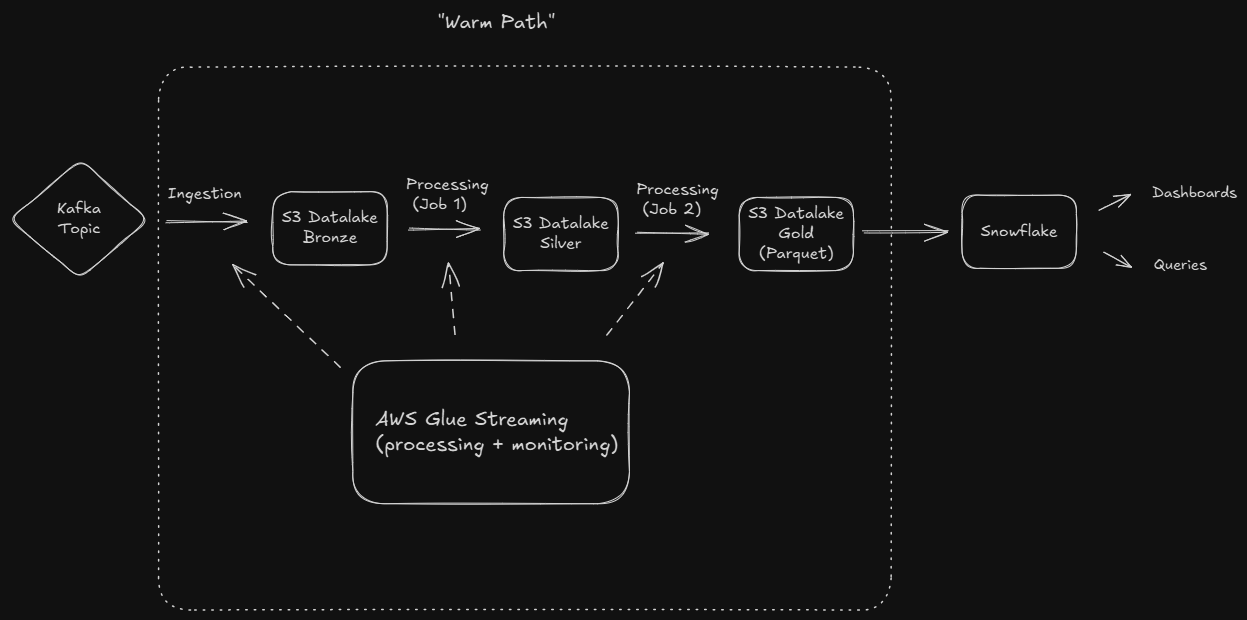 "Warm Path"
Kafka
Topic
Ingestion
S3 Datalake
Bronze
Processing
(Job 1)
S3 Datalake
Silver
Processing
(Job 2)
S3 Datalake
Gold
(Parquet)
Snowflake
Dashboards
Queries
AWS Glue Streaming
(processing + monitoring)